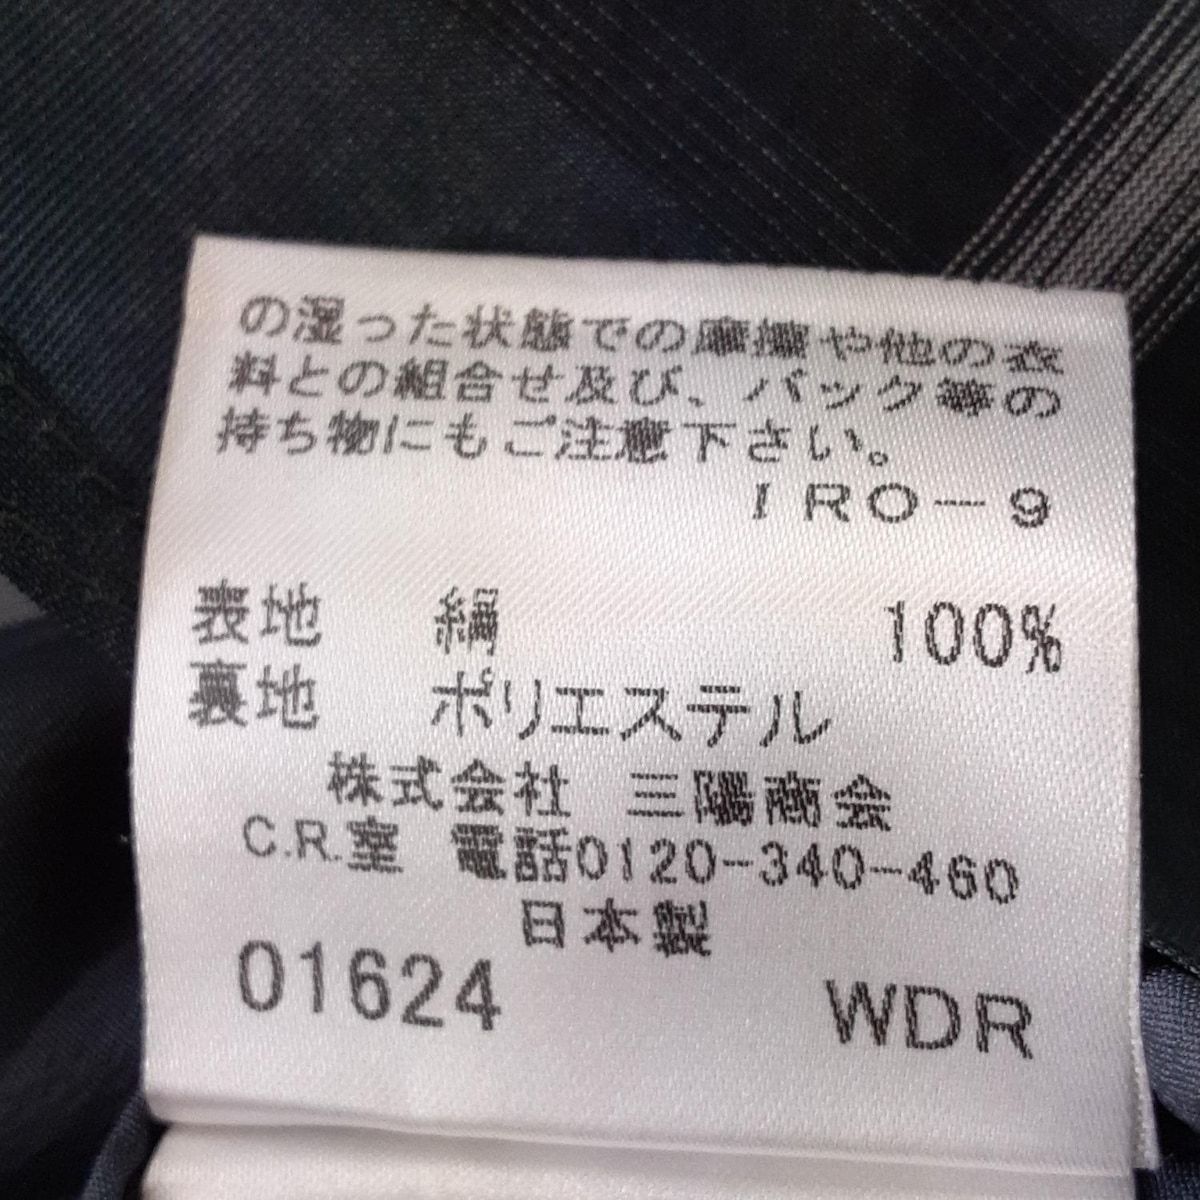 の湿った状態での摩擦や他の衣
料との組合せ及び、バック等の
持ち物にもご注意下さい。
IRO-9
表地 絹 100%
裏地 ポリエステル
株式会社 三陽商会
C.R.室 電話0120-340-460
日本製
01624 WDR